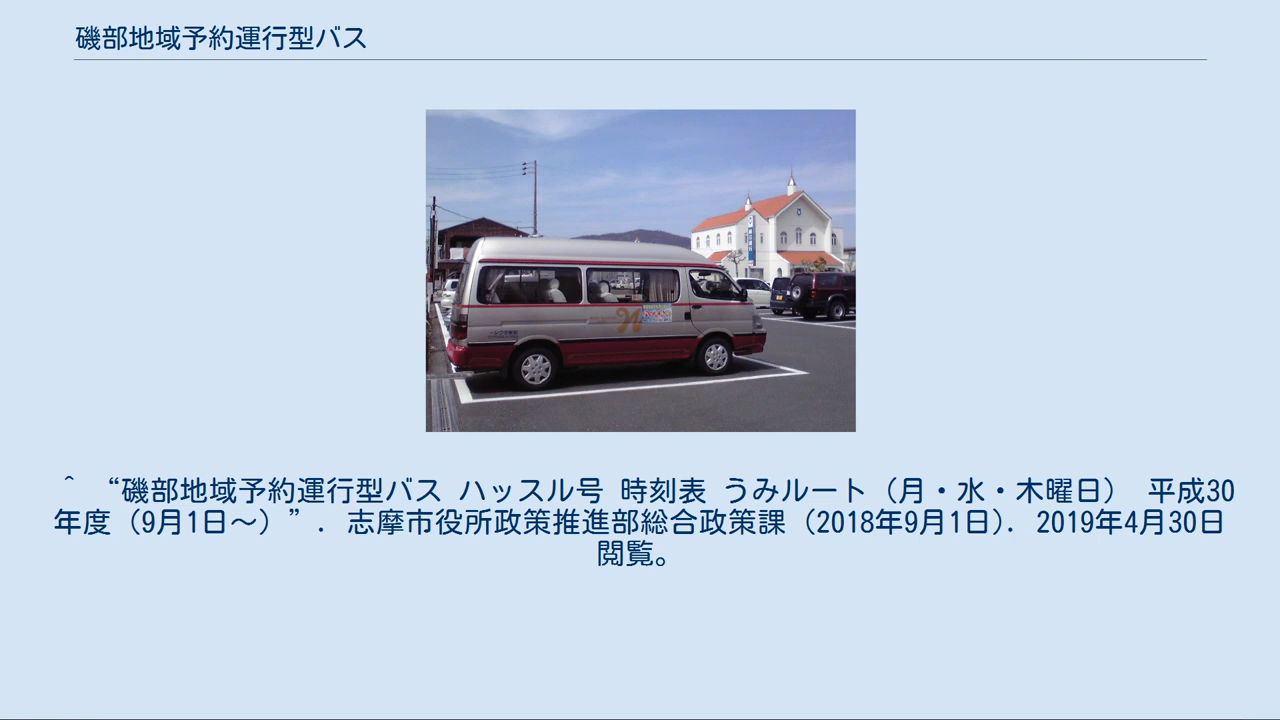 磯部地域予約運行型バス
^ “磯部地域予約運行型バス ハッスル号 時刻表 うみルート（月・水・木曜日） 平成30
年度（9月1日～）”. 志摩市役所政策推進部総合政策課 (2018年9月1日). 2019年4月30日
閲覧。